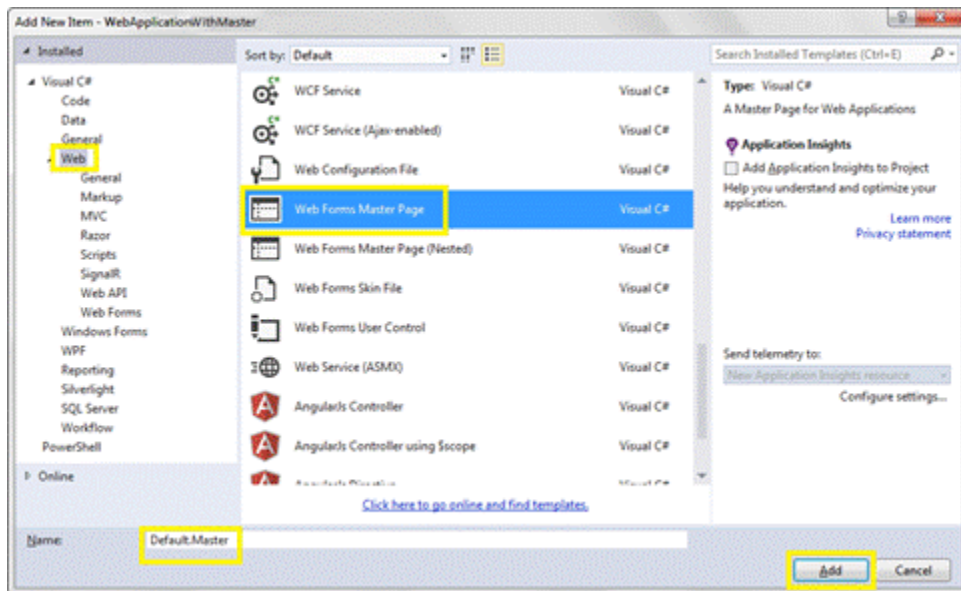 Add New Item - WebApplicationWithMaster
Installed
Sort by: Default
Search Installed Templates (Ctrl+E)
Visual C#
Code
Data
General
Web
General
Markup
MVC
Razor
Scripts
SignalR
Web API
Web Forms
Windows Forms
WPF
Reporting
Silverlight
SQL Server
Workflow
PowerShell
Online
WCF Service Visual C#
WCF Service (Ajax-enabled) Visual C#
Web Configuration File Visual C#
Web Forms Master Page Visual C#
Web Forms Master Page (Nested) Visual C#
Web Forms Skin File Visual C#
Web Forms User Control Visual C#
Web Service (ASMX) Visual C#
AngularJs Controller Visual C#
AngularJs Controller using $scope Visual C#
Click here to go online and find templates.
Type: Visual C#
A Master Page for Web Applications
Application Insights
Add Application Insights to Project
Help you understand and optimize your
application.
Learn more
Privacy statement
Send telemetry to:
New Application Insights resource
Configure settings...
Name: Default.Master
Add Cancel